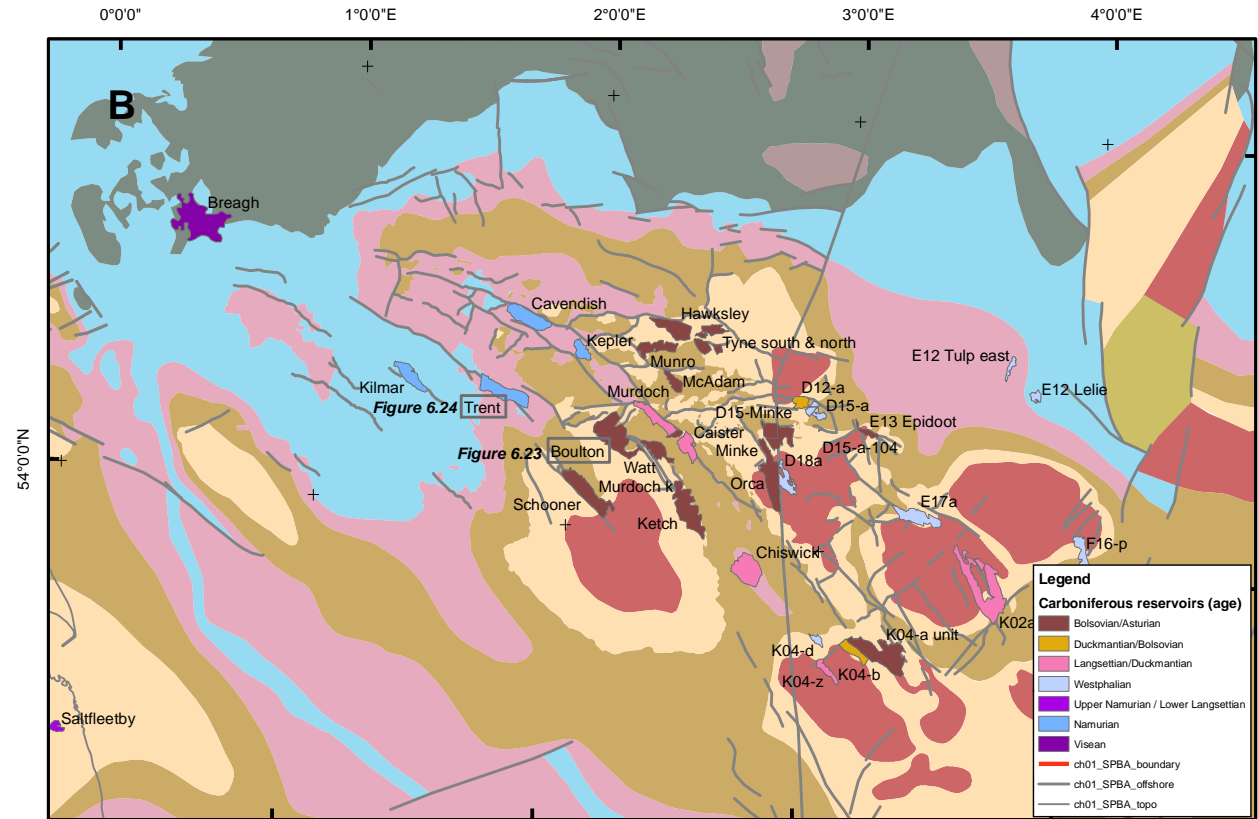 0°0'0" 1°0'0" 2°0'0" 3°0'0" 4°0'0"
B
Breagh
Cavendish
Hawksley
Kepler
Tyne south & north
Munro
E12 Tulp east
Kilmar
McAdam
Murdoch
D12-a
E12 Lelie
Figure 6.24 Trent
D15-Minke
D15-a
E13 Epidoot
Caister
54°0'0"N
Figure 6.23 Boulton
Minke
D15-a-104
D18a
Watt
Orca
Murdoch k
Schooner
E17a
Ketch
F16-p
Chiswick
K02a
K04-a unit
K04-d
K04-b
K04-z
Saltfleetby
Legend
Carboniferous reservoirs (age)
Bolsovian/Asturian
Duckmantian/Bolsovian
Langsettian/Duckmantian
Westphalian
Upper Namurian / Lower Langsettian
Namurian
Visean
ch01_SPBA_boundary
ch01_SPBA_offshore
ch01_SPBA_topo